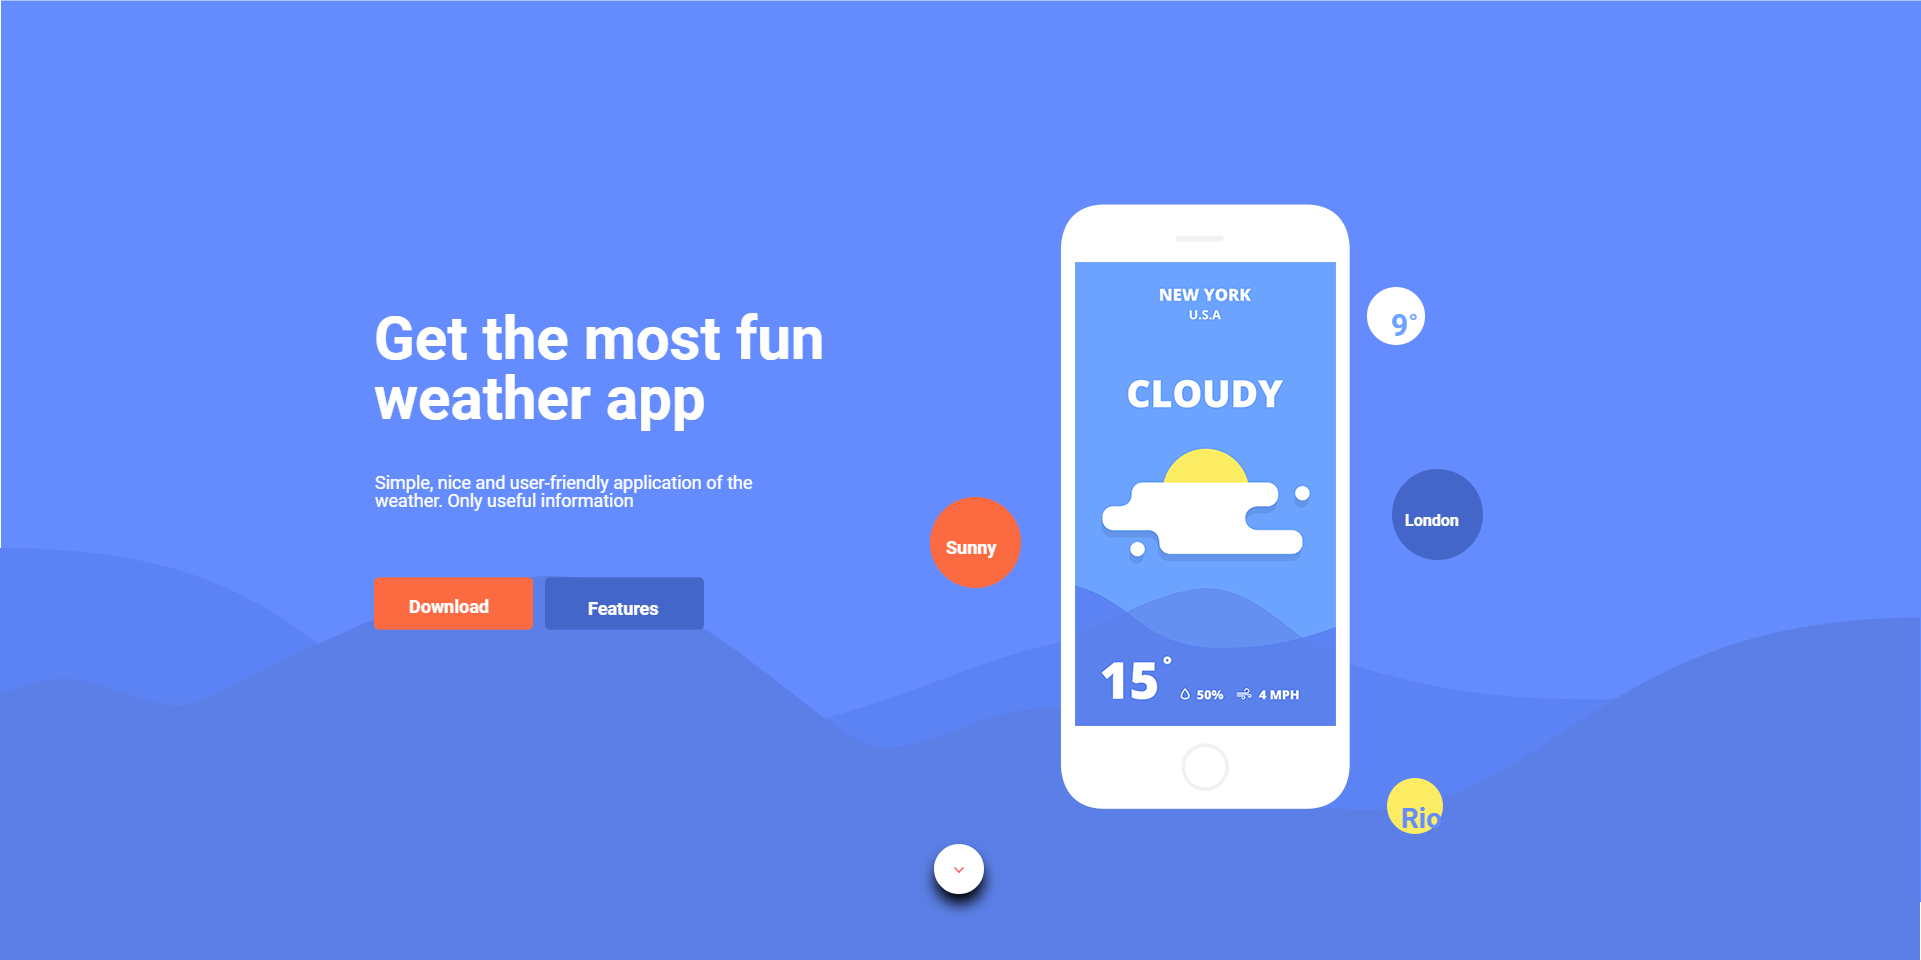 Get the most fun
weather app
Simple, nice and user-friendly application of the
weather. Only useful information
Download
Features
Sunny
NEW YORK
U.S.A
CLOUDY
15°
50%
4 MPH
9°
London
Rio